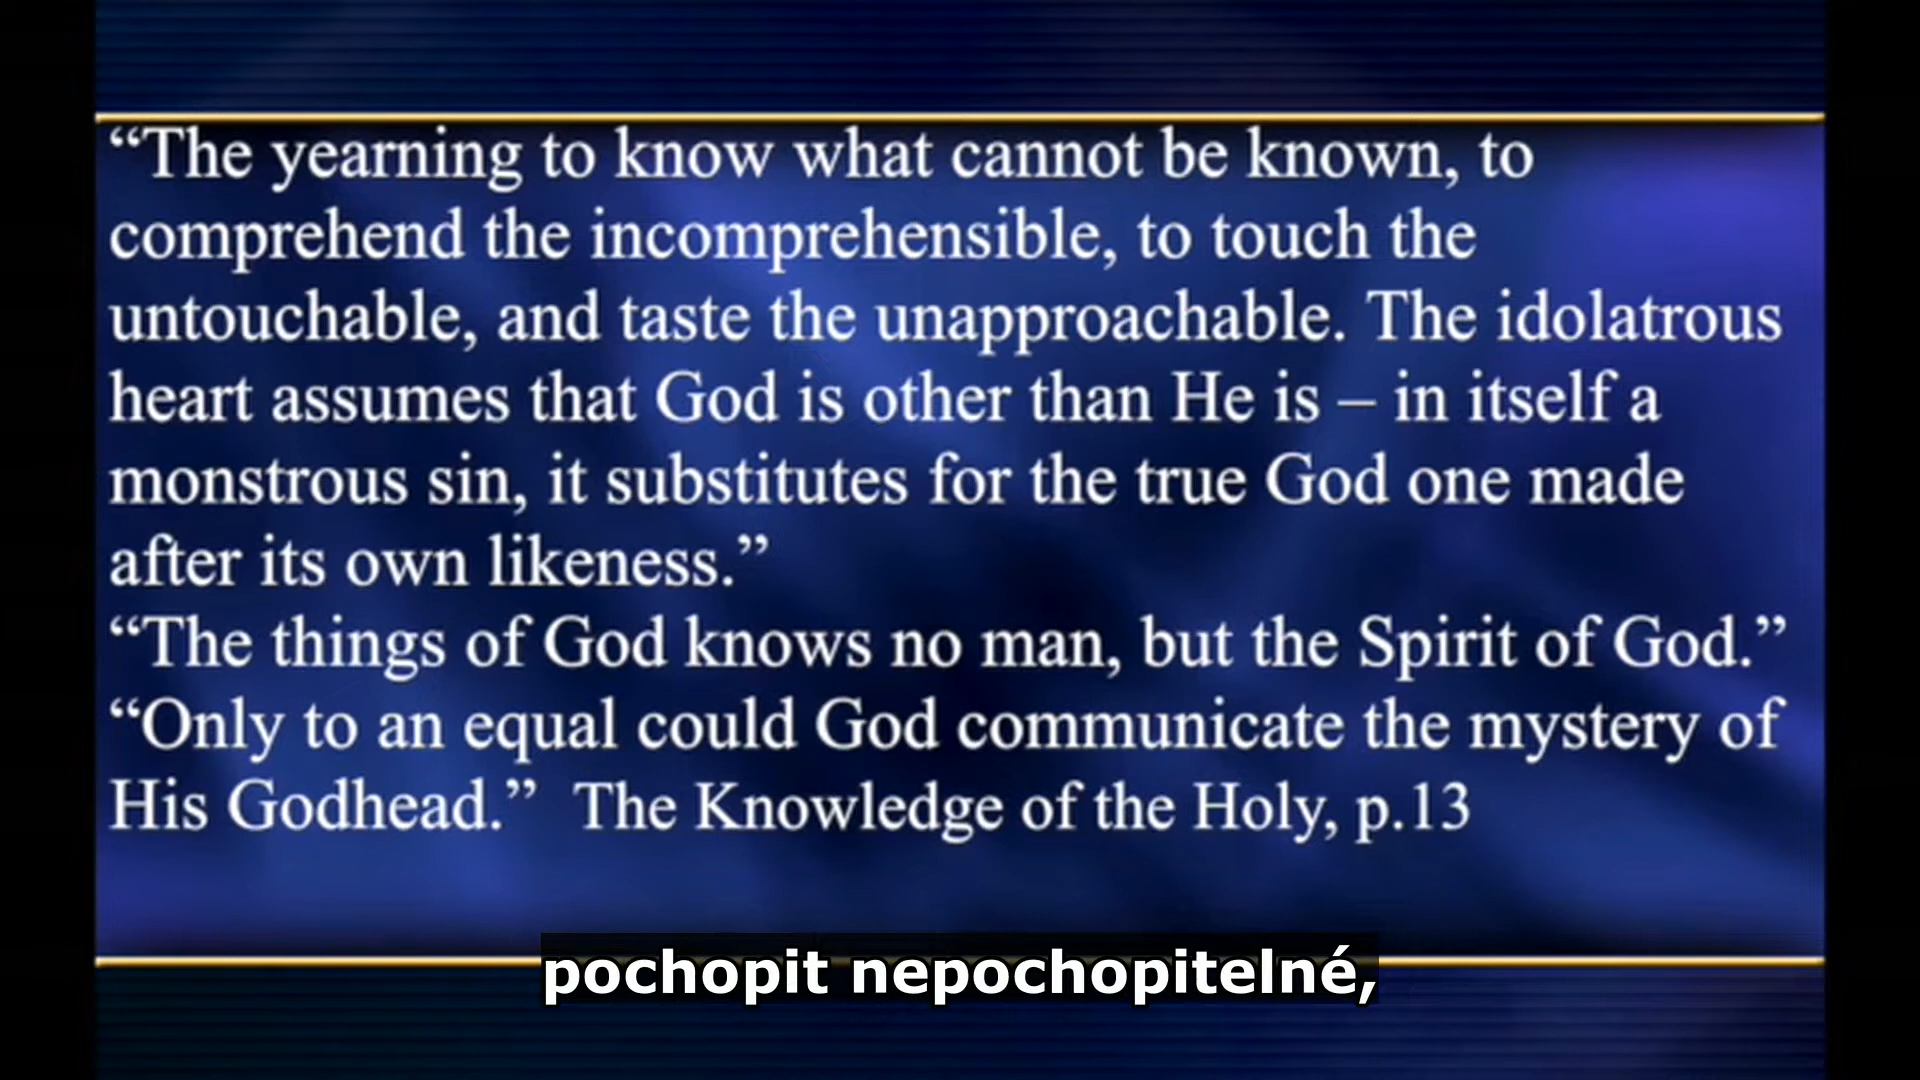 “The yearning to know what cannot be known, to
comprehend the incomprehensible, to touch the
untouchable, and taste the unapproachable. The idolatrous
heart assumes that God is other than He is – in itself a
monstrous sin, it substitutes for the true God one made
after its own likeness.”
“The things of God knows no man, but the Spirit of God.”
“Only to an equal could God communicate the mystery of
His Godhead.”  The Knowledge of the Holy, p.13
pochopit nepochopitelné,